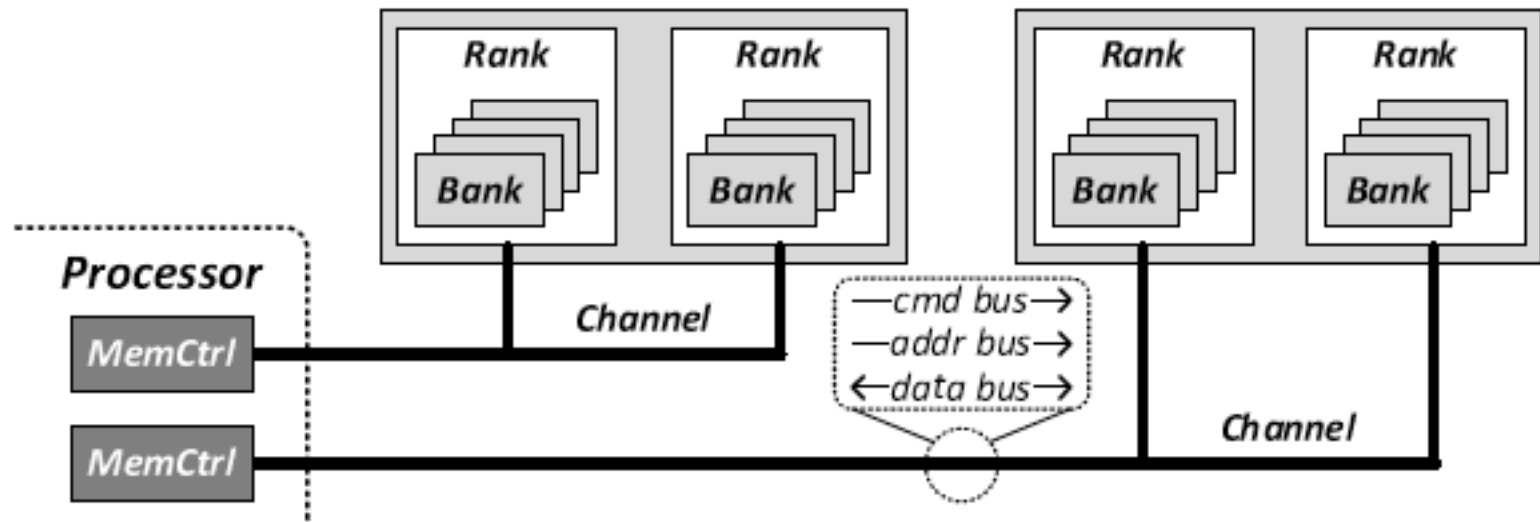 Rank
Rank
Rank
Rank
Bank
Bank
Bank
Bank
Processor
MemCtrl
MemCtrl
Channel
cmd bus
addr bus
data bus
Channel